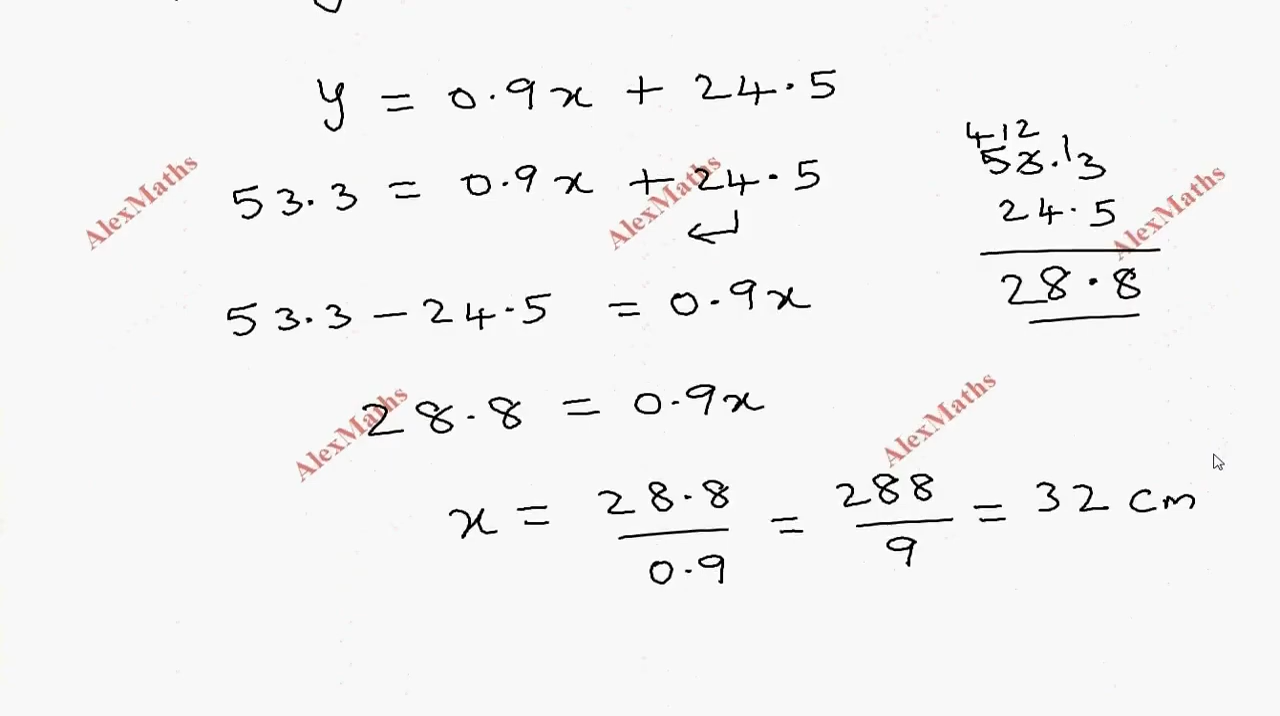 y = 0.9x + 24.5
53.3 = 0.9x + 24.5
53.3 - 24.5 = 0.9x
28.8 = 0.9x
x = 28.8/0.9 = 288/9 = 32 cm
412
53.13
24.5
28.8
AlexMaths
AlexMaths
AlexMaths
AlexMaths
AlexMaths